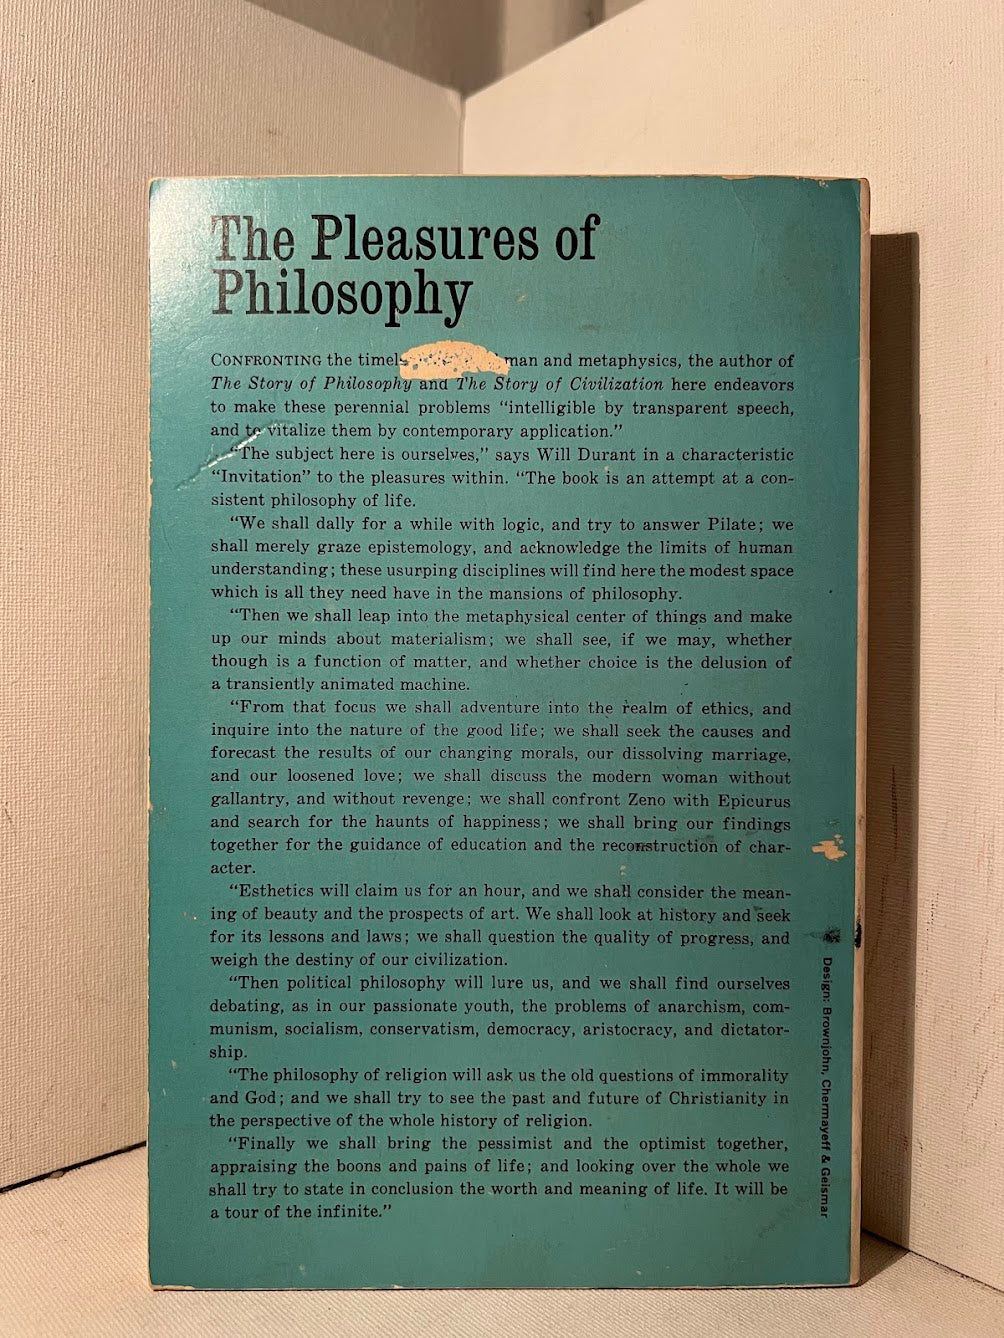 The Pleasures of
Philosophy
CONFRONTING the man and metaphysics, the author of
The Story of Philosophy and The Story of Civilization here endeavors
to make these perennial problems “intelligible by transparent speech,
and to vitalize them by contemporary application.”
“The subject here is ourselves,” says Will Durant in a characteristic
“Invitation” to the pleasures within. “The book is an attempt at a con-
sistent philosophy of life.
“We shall dally for a while with logic, and try to answer Pilate; we
shall merely graze epistemology, and acknowledge the limits of human
understanding; these usurping disciplines will find here the modest space
which is all they need have in the mansions of philosophy.
“Then we shall leap into the metaphysical center of things and make
up our minds about materialism; we shall see, if we may, whether
though is a function of matter, and whether choice is the delusion of
a transiently animated machine.
“From that focus we shall adventure into the realm of ethics, and
inquire into the nature of the good life; we shall seek the causes and
forecast the results of our changing morals, our dissolving marriage,
and our loosened love; we shall discuss the modern woman without
gallantry, and without revenge; we shall confront Zeno with Epicurus
and search for the haunts of happiness; we shall bring our findings
together for the guidance of education and the reconstruction of char-
acter.
“Esthetics will claim us for an hour, and we shall consider the mean-
ing of beauty and the prospects of art. We shall look at history and seek
for its lessons and laws; we shall question the quality of progress, and
weigh the destiny of our civilization.
“Then political philosophy will lure us, and we shall find ourselves
debating, as in our passionate youth, the problems of anarchism, com-
munism, socialism, conservatism, democracy, aristocracy, and dictator-
ship.
“The philosophy of religion will ask us the old questions of immorality
and God; and we shall try to see the past and future of Christianity in
the perspective of the whole history of religion.
“Finally we shall bring the pessimist and the optimist together,
appraising the boons and pains of life; and looking over the whole we
shall try to state in conclusion the worth and meaning of life. It will be
a tour of the infinite.”
Design: Brownjohn, Chermayeff & Geismar